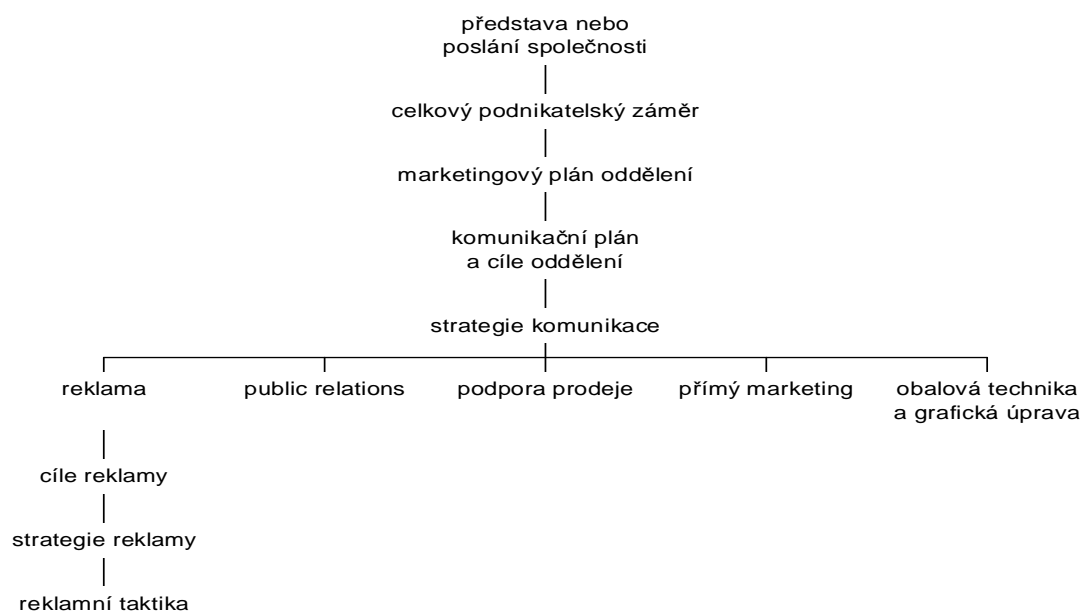 představa nebo
poslání společnosti
celkový podnikatelský záměr
marketingový plán oddělení
komunikační plán
a cíle oddělení
strategie komunikace
reklama
public relations
podpora prodeje
přímý marketing
obalová technika
a grafická úprava
cíle reklamy
strategie reklamy
reklamní taktika